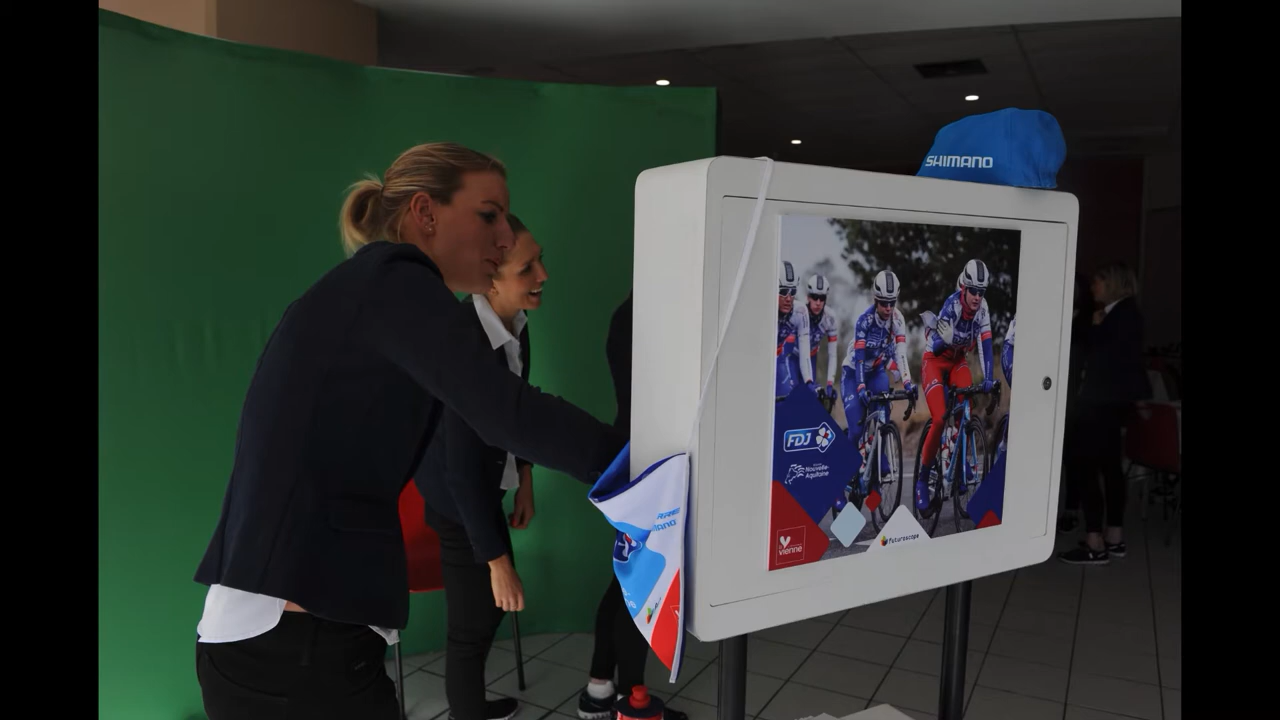 SHIMANO
FDJ
Nouvelle-
Aquitaine
vienne
futuroscope